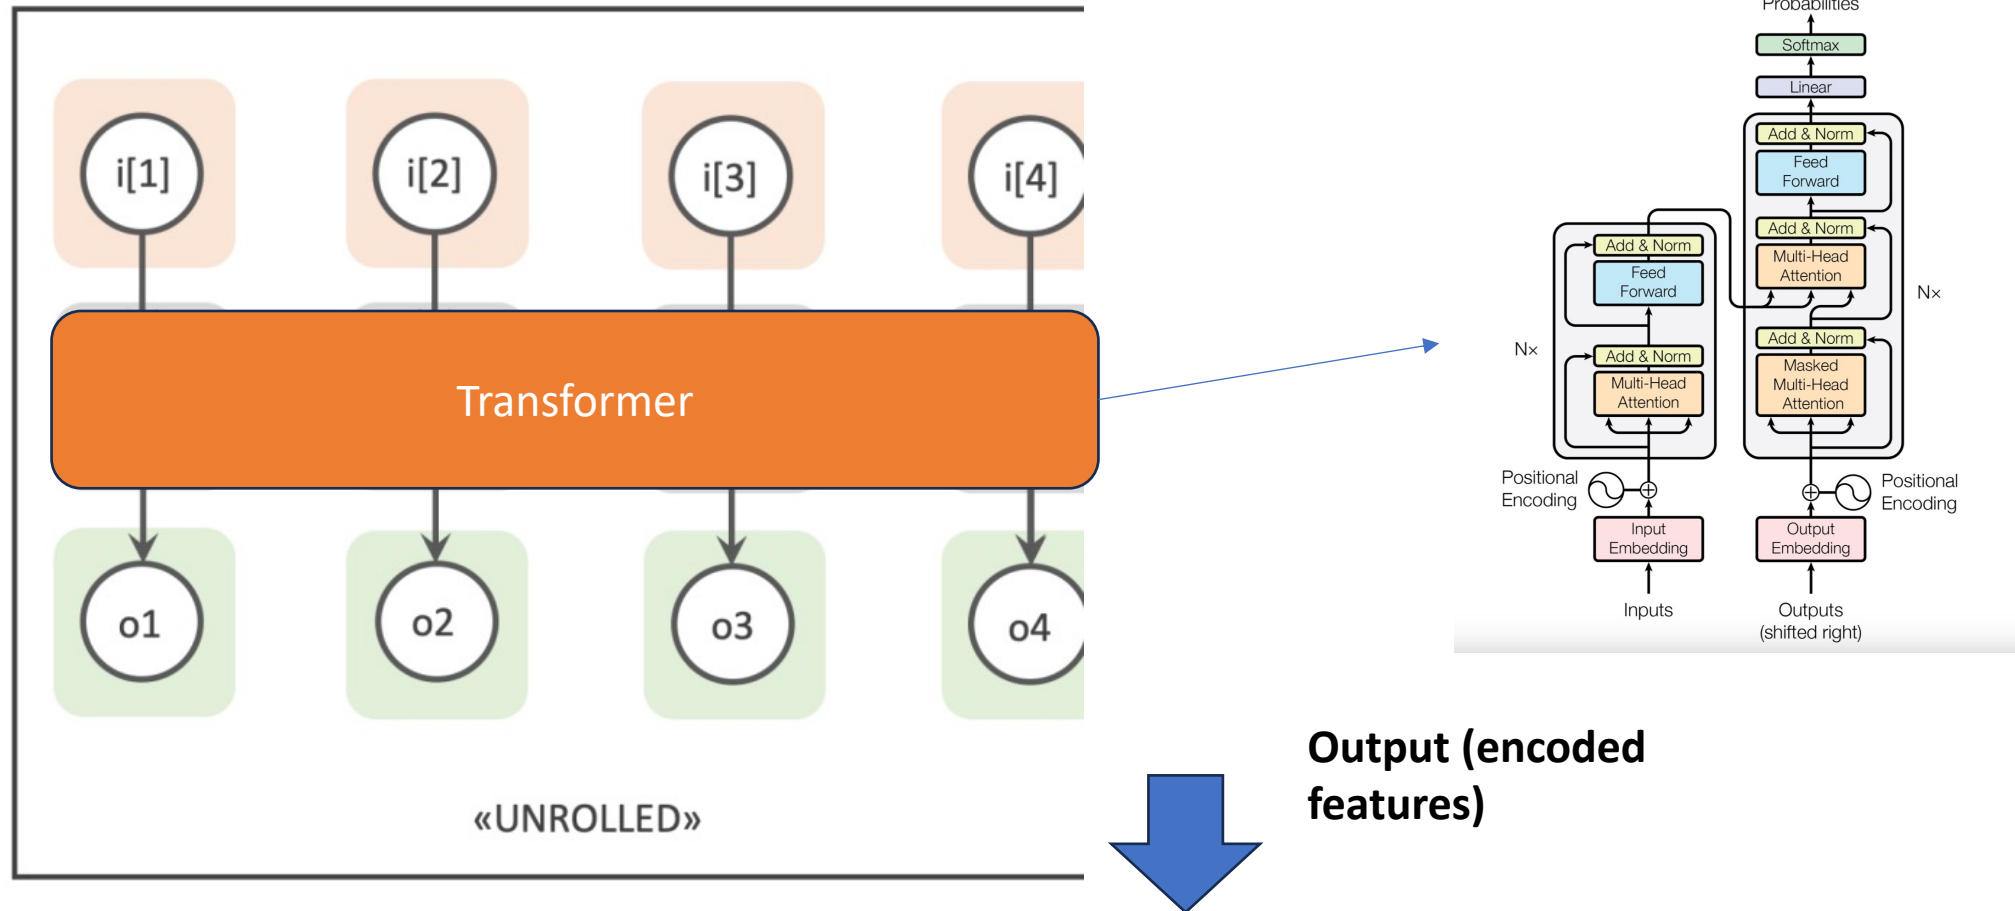 i[1]
i[2]
i[3]
i[4]
Transformer
o1
o2
o3
o4
«UNROLLED»
Probabilities
Softmax
Linear
Add & Norm
Feed
Forward
Add & Norm
Multi-Head
Attention
Nx
Add & Norm
Masked
Multi-Head
Attention
Add & Norm
Feed
Forward
Nx
Add & Norm
Multi-Head
Attention
Positional
Encoding
Positional
Encoding
Input
Embedding
Output
Embedding
Inputs
Outputs
(shifted right)
Output (encoded
features)